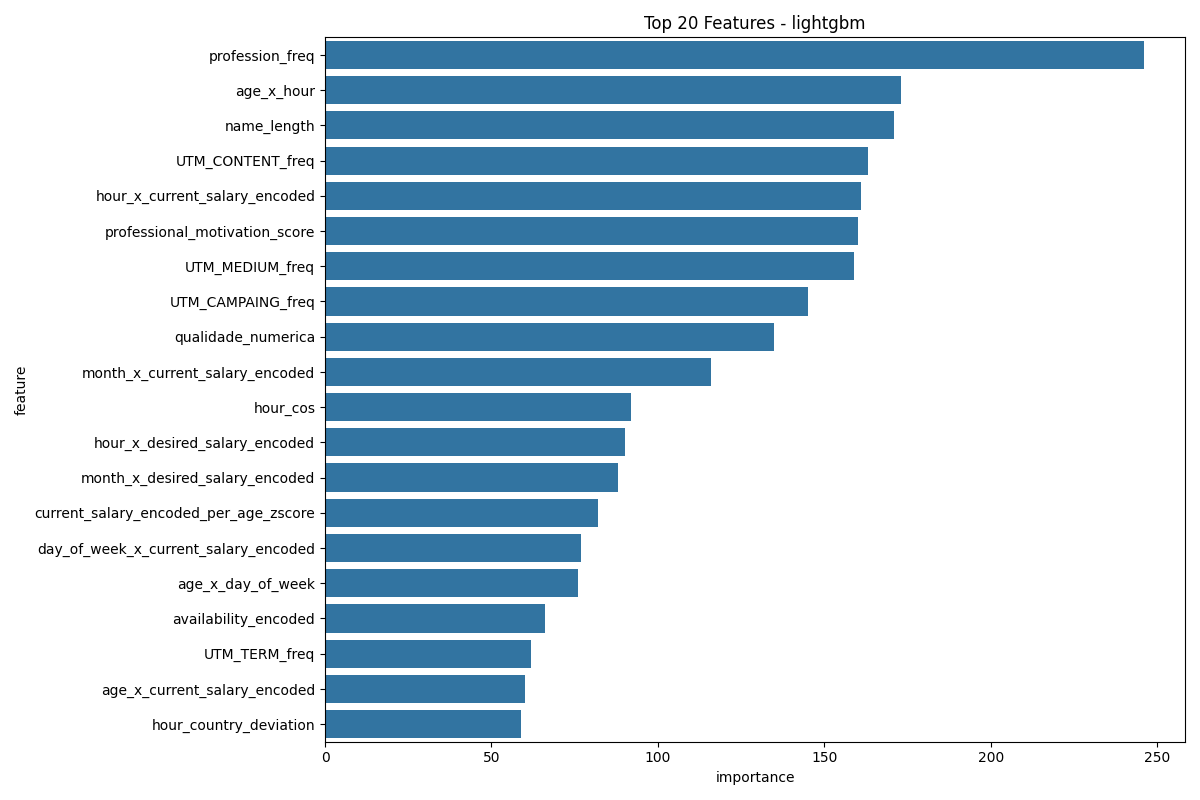 Top 20 Features - lightgbm
profession_freq
age_x_hour
name_length
UTM_CONTENT_freq
hour_x_current_salary_encoded
professional_motivation_score
UTM_MEDIUM_freq
UTM_CAMPAING_freq
qualidade_numerica
month_x_current_salary_encoded
hour_cos
hour_x_desired_salary_encoded
month_x_desired_salary_encoded
current_salary_encoded_per_age_zscore
day_of_week_x_current_salary_encoded
age_x_day_of_week
availability_encoded
UTM_TERM_freq
age_x_current_salary_encoded
hour_country_deviation
feature
0 50 100 150 200 250
importance